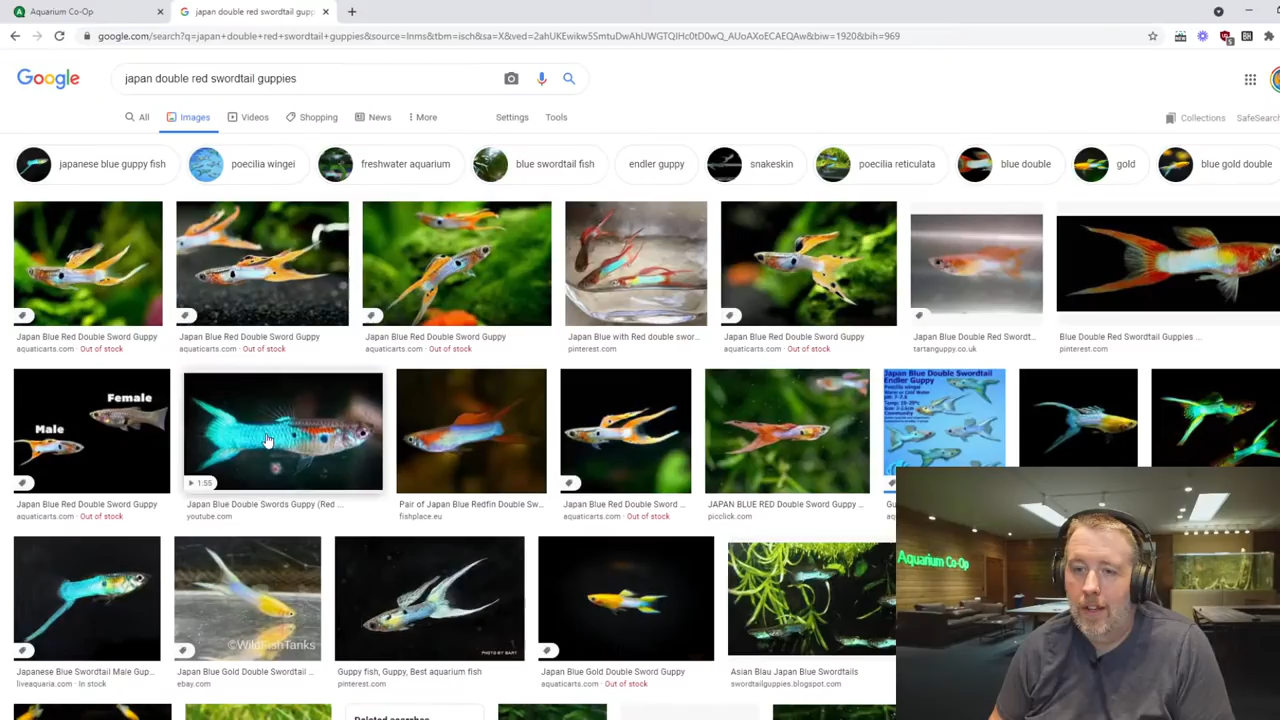 Aquarium Co-Op
japan double red swordtail gupp
google.com/search?q=japan+double+red+swordtail+guppies&source=lnms&tbm=isch&sa=X&ved=2ahUKEwikw5SmtuDwAhUWGTQIHc0tD0wQ_AUoAXoECAEQAw&biw=1920&bih=969
Google
japan double red swordtail guppies
All Images Videos Shopping News More Settings Tools Collections SafeSearch
japanese blue guppy fish poecilia wingei freshwater aquarium blue swordtail fish endler guppy snakeskin poecilia reticulata blue double gold blue gold double
Japan Blue Red Double Sword Guppy
aquaticarts.com · Out of stock
Japan Blue Red Double Sword Guppy
aquaticarts.com · Out of stock
Japan Blue Red Double Sword Guppy
aquaticarts.com · Out of stock
Japan Blue with Red double swor...
pinterest.com
Japan Blue Red Double Sword Guppy
aquaticarts.com · Out of stock
Japan Blue Double Red Swordt...
tartanguppy.co.uk
Blue Double Red Swordtail Guppies ...
pinterest.com
Female
Male
Japan Blue Red Double Sword Guppy
aquaticarts.com · Out of stock
1:55
Japan Blue Double Swords Guppy (Red ...
youtube.com
Pair of Japan Blue Redfin Double Sw...
fishplace.eu
Japan Blue Red Double Sword ...
aquaticarts.com · Out of stock
JAPAN BLUE RED Double Guppy ...
picclick.com
Japan Blue Double Swordtail
Endler Guppy
Japanese Blue Swordtail Male Gup...
liveaquaria.com · In stock
©WildFishTanks
Japan Blue Gold Double Swordtail ...
ebay.com
PHOTO BY BART
Guppy fish, Guppy, Best aquarium fish
pinterest.com
Japan Blue Gold Double Sword Guppy
aquaticarts.com · Out of stock
Asian Blau Japan Blue Swordtails
swordtailguppies.blogspot.com
Aquarium Co-Op
Related searches